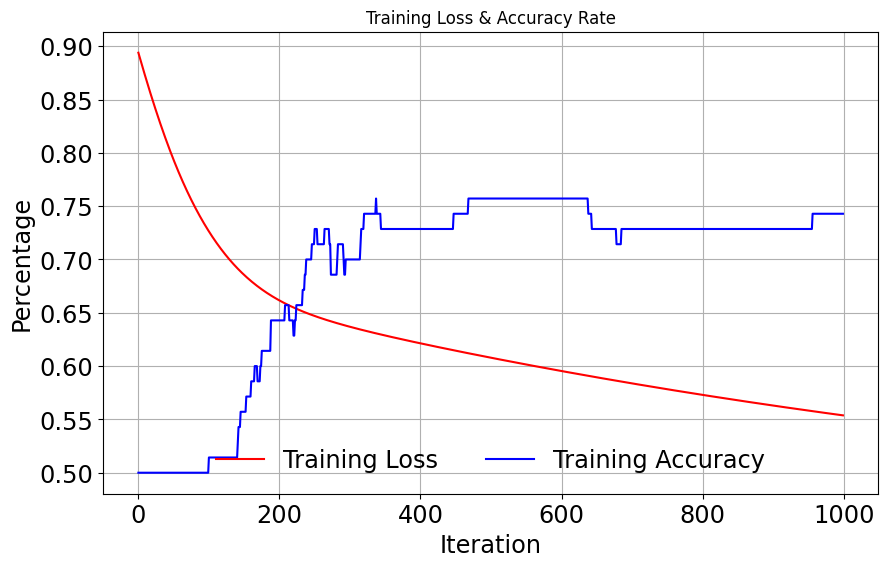 Training Loss & Accuracy Rate
0.90
0.85
0.80
0.75
0.70
0.65
0.60
0.55
0.50
Percentage
Training Loss Training Accuracy
0 200 400 600 800 1000
Iteration